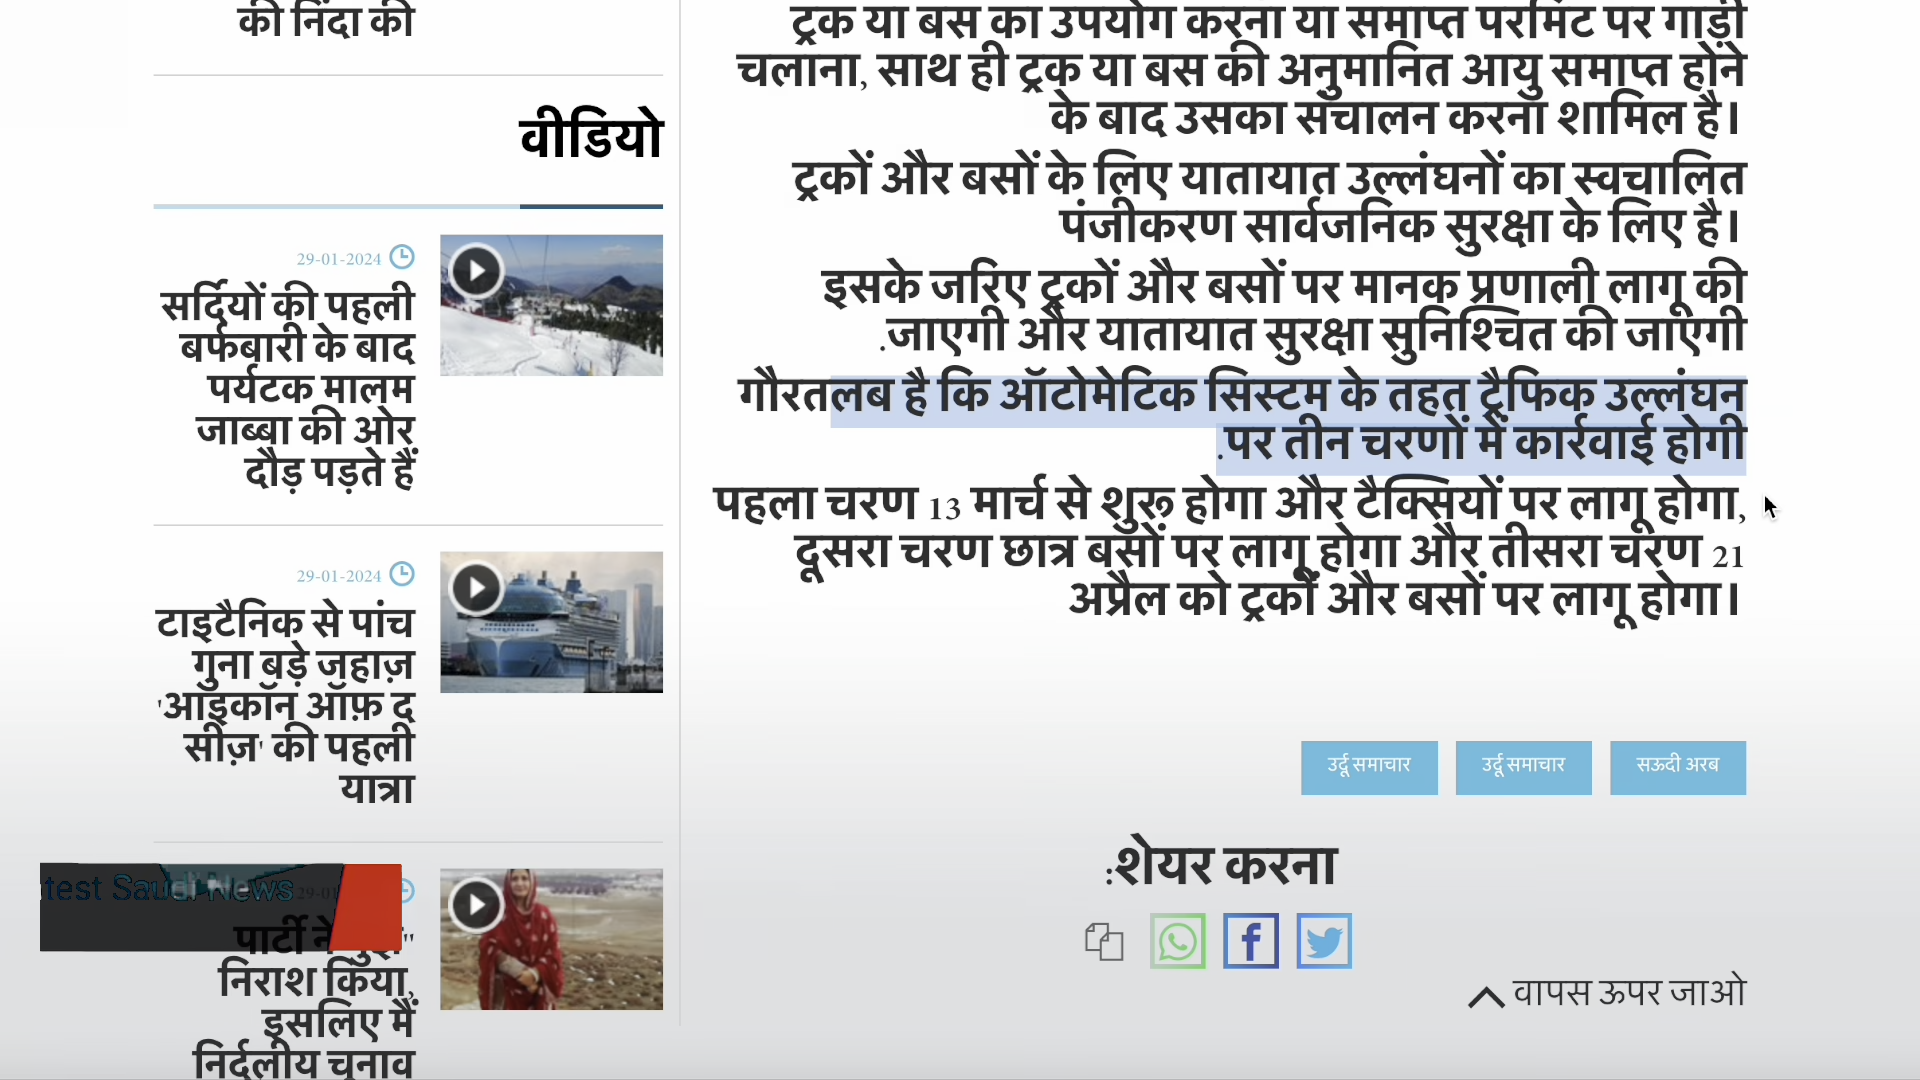 की निंदा की
वीडियो
29-01-2024
सर्दियों की पहली
बर्फबारी के बाद
पर्यटक मालम
जाब्बा की ओर
दौड़ पड़ते हैं
29-01-2024
टाइटैनिक से पांच
गुना बड़े जहाज़
'आइकॉन ऑफ़ द
सीज़' की पहली
यात्रा
test Saudi News
29-01
पार्टी ने
निराश किया,
इसलिए मैं
निर्दलीय चुनाव
ट्रक या बस का उपयोग करना या समाप्त परमिट पर गाड़ी
चलाना, साथ ही ट्रक या बस की अनुमानित आयु समाप्त होने
के बाद उसका संचालन करना शामिल है।
ट्रकों और बसों के लिए यातायात उल्लंघनों का स्वचालित
पंजीकरण सार्वजनिक सुरक्षा के लिए है।
इसके जरिए ट्रकों और बसों पर मानक प्रणाली लागू की
.जाएगी और यातायात सुरक्षा सुनिश्चित की जाएगी
गौरतलब है कि ऑटोमेटिक सिस्टम के तहत ट्रैफिक उल्लंघन
.पर तीन चरणों में कार्रवाई होगी
पहला चरण 13 मार्च से शुरू होगा और टैक्सियों पर लागू होगा,
दूसरा चरण छात्र बसों पर लागू होगा और तीसरा चरण 21
अप्रैल को ट्रकों और बसों पर लागू होगा।
उर्दू समाचार
उर्दू समाचार
सऊदी अरब
:शेयर करना
वापस ऊपर जाओ